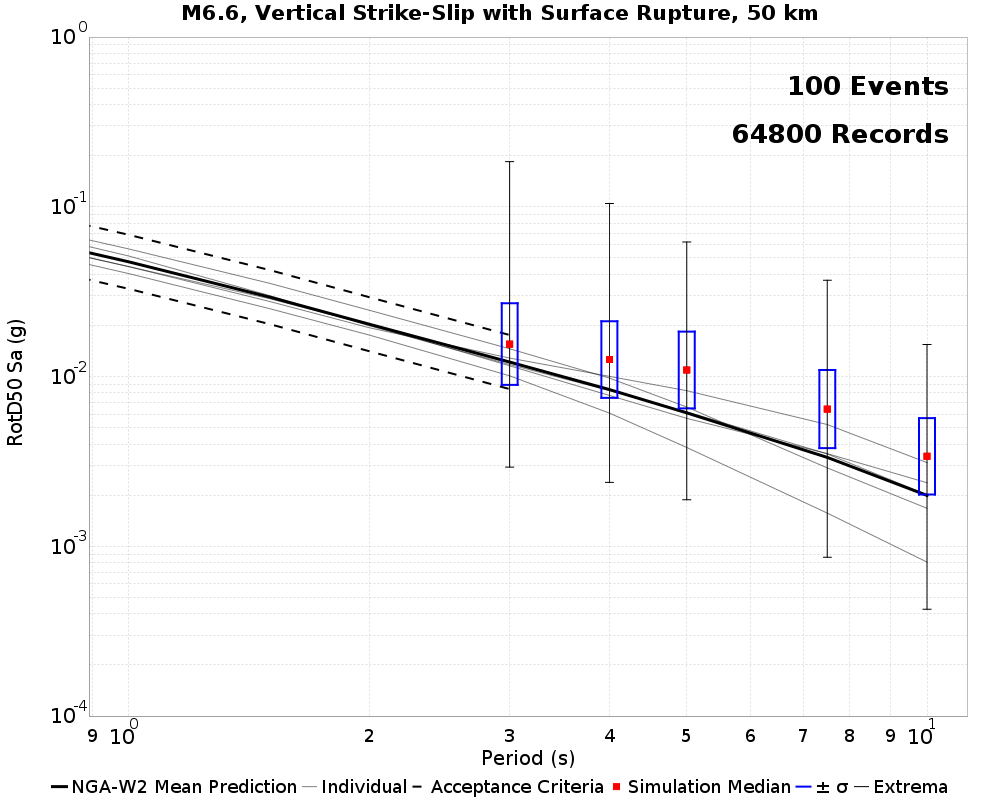 M6.6, Vertical Strike-Slip with Surface Rupture, 50 km
100 Events
64800 Records
RotD50 Sa (g)
10^0
10^-1
10^-2
10^-3
10^-4
9 10^0 2 3 4 5 6 7 8 9 10^1
Period (s)
NGA-W2 Mean Prediction Individual Acceptance Criteria Simulation Median ± σ Extrema